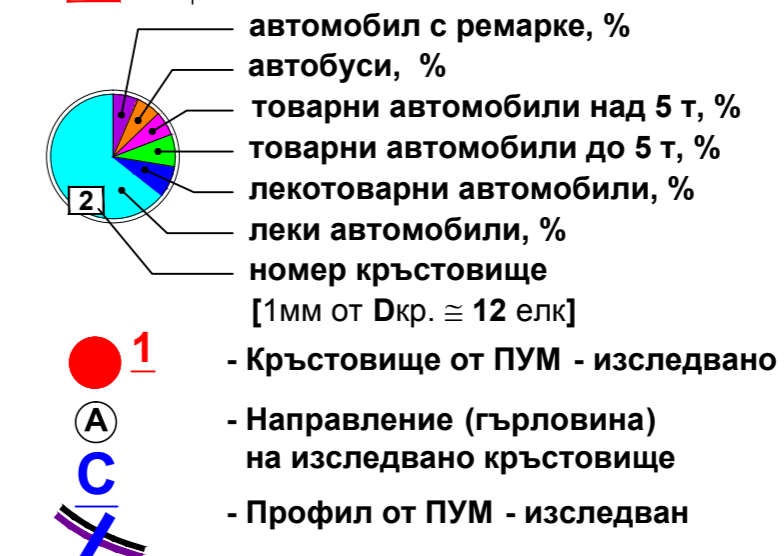 автомобил с ремарке, %
автобуси, %
товарни автомобили над 5 т, %
товарни автомобили до 5 т, %
лекотоварни автомобили, %
леки автомобили, %
2
номер кръстовище
[1мм от Dкр. ≅ 12 елк]
1 - Кръстовище от ПУМ - изследвано
A - Направление (гърловина)
на изследвано кръстовище
C
- Профил от ПУМ - изследван